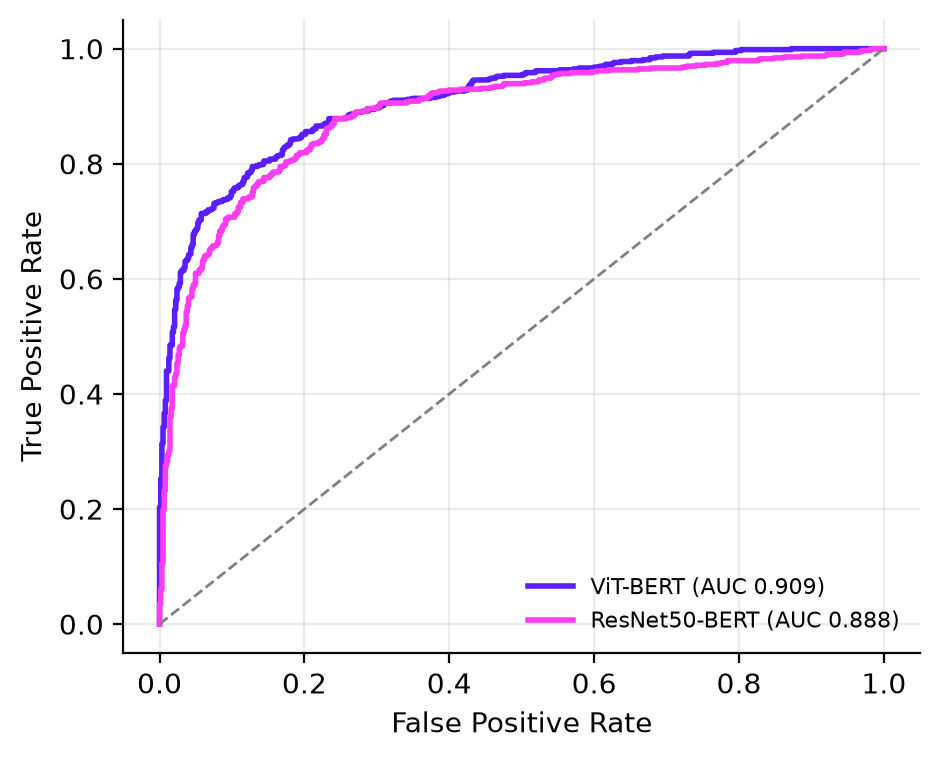 1.0
0.8
0.6
0.4
0.2
0.0
True Positive Rate
ViT-BERT (AUC 0.909)
ResNet50-BERT (AUC 0.888)
0.0 0.2 0.4 0.6 0.8 1.0
False Positive Rate